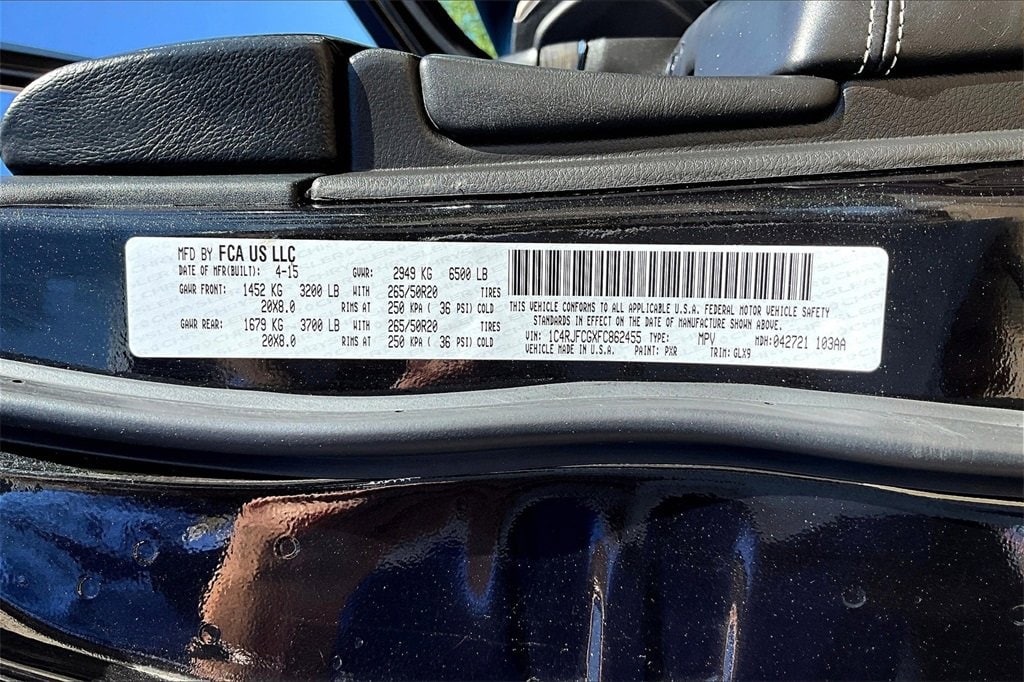 MFD BY FCA US LLC
DATE OF MFR(BUILT): 4-15 GVWR: 2949 KG 6500 LB
GAWR FRONT: 1452 KG 3200 LB WITH 265/50R20 TIRES
20X8.0 RIMS AT 250 KPA ( 36 PSI) COLD
GAWR REAR: 1679 KG 3700 LB WITH 265/50R20 TIRES
20X8.0 RIMS AT 250 KPA ( 36 PSI) COLD
THIS VEHICLE CONFORMS TO ALL APPLICABLE U.S.A. FEDERAL MOTOR VEHICLE SAFETY
STANDARDS IN EFFECT ON THE DATE OF MANUFACTURE SHOWN ABOVE.
VIN: 1C4RJFCGXFC862455 TYPE: MPV MDH:042721 103AA
VEHICLE MADE IN U.S.A. PAINT: PXR TRIM: GLX9